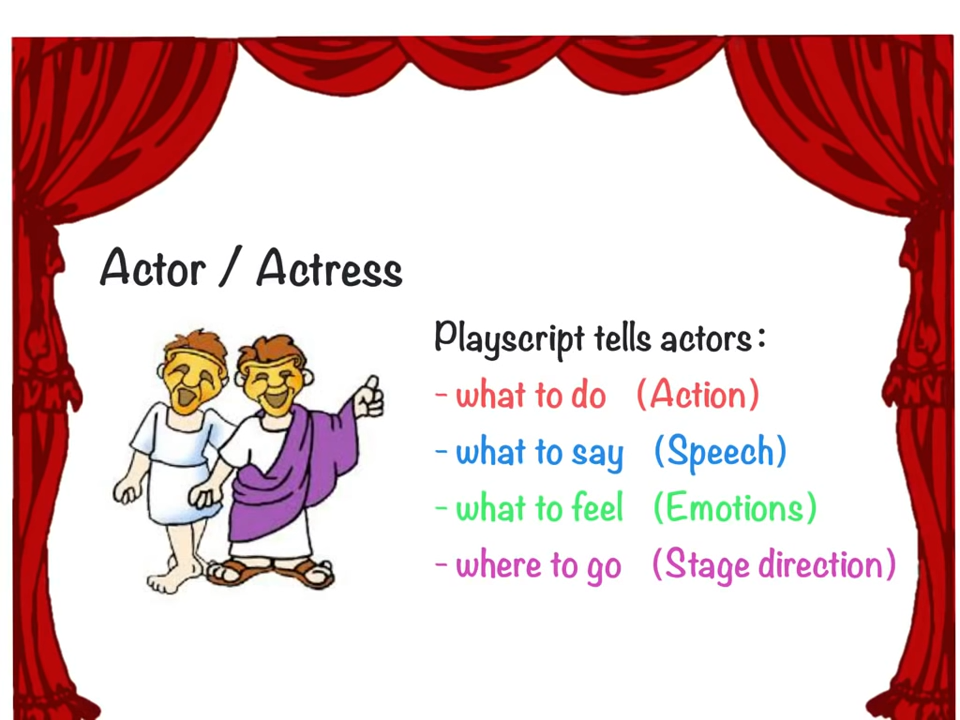 Actor / Actress
Playscript tells actors:
- what to do (Action)
- what to say (Speech)
- what to feel (Emotions)
- where to go (Stage direction)